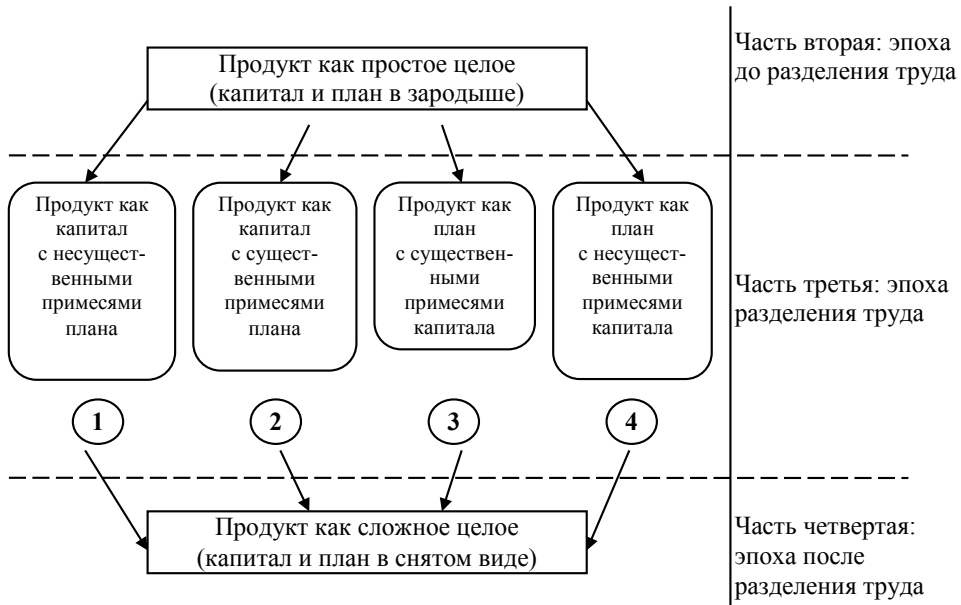 Продукт как простое целое
(капитал и план в зародыше)
Часть вторая: эпоха
до разделения труда
Продукт как
капитал
с несущест-
венными
примесями
плана
Продукт как
капитал
с сущест-
венными
примесями
плана
Продукт как
план
с существен-
ными
примесями
капитала
Продукт как
план
с несущест-
венными
примесями
капитала
Часть третья: эпоха
разделения труда
1
2
3
4
Продукт как сложное целое
(капитал и план в снятом виде)
Часть четвертая:
эпоха после
разделения труда